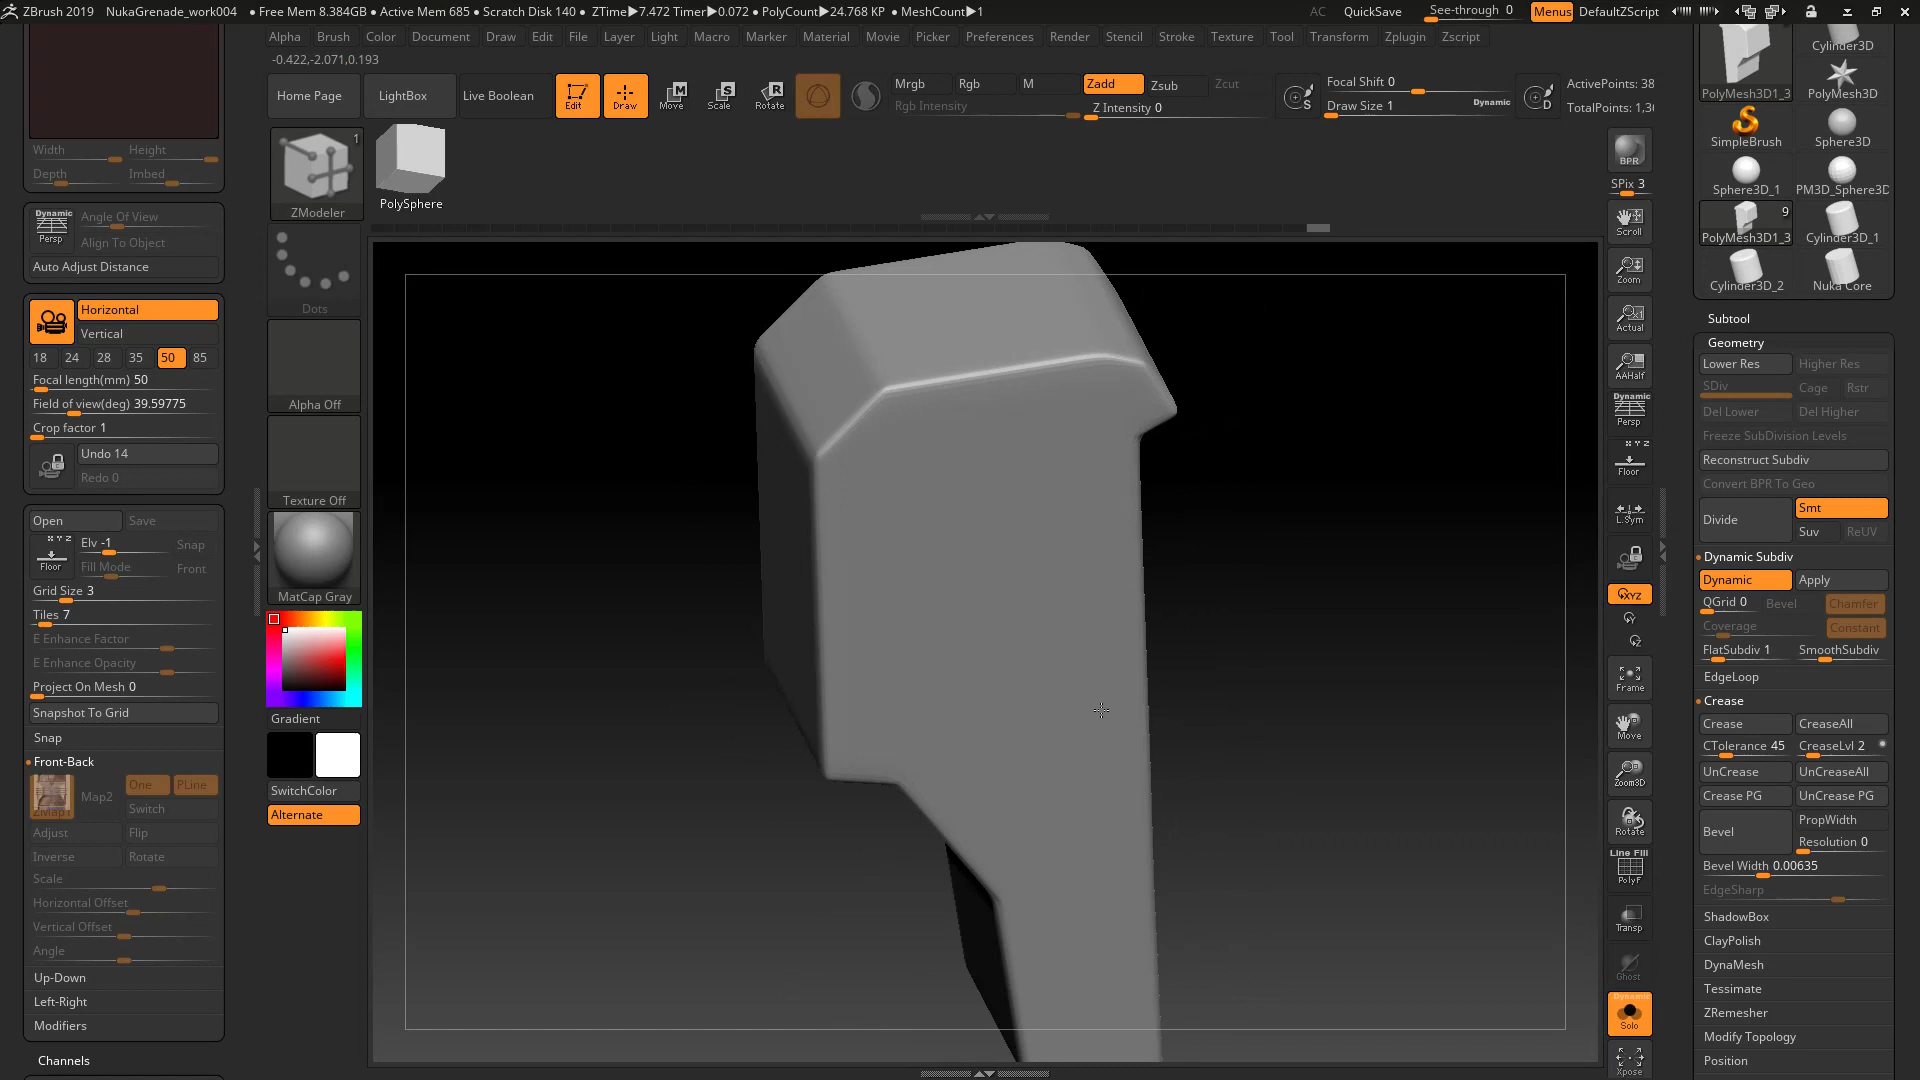 ZBrush 2019 NukaGrenade_work004 ● Free Mem 8.384GB ● Active Mem 685 ● Scratch Disk 140 ● ZTime▶7.472 Timer▶0.072 ● PolyCount▶24.768 KP ● MeshCount▶1 AC QuickSave See-through 0 Menus DefaultZScript
Alpha Brush Color Document Draw Edit File Layer Light Macro Marker Material Movie Picker Preferences Render Stencil Stroke Texture Tool Transform Zplugin Zscript
-0.422,-2.071,0.193
Home Page LightBox Live Boolean Edit Draw Move Scale Rotate
Mrgb Rgb M Zadd Zsub Zcut
Rgb Intensity Z Intensity 0
S Focal Shift 0
Draw Size 1 Dynamic
D ActivePoints: 38
TotalPoints: 1,3
1
ZModeler
PolySphere
Dots
Alpha Off
Texture Off
MatCap Gray
Gradient
SwitchColor
Alternate
Width Height
Depth Imbed
Dynamic
Persp
Angle Of View
Align To Object
Auto Adjust Distance
Horizontal
Vertical
18 24 28 35 50 85
Focal length(mm) 50
Field of view(deg) 39.59775
Crop factor 1
Undo 14
Redo 0
Open Save
X Y Z
Floor
Elv -1 Snap
Fill Mode Front
Grid Size 3
Tiles 7
E Enhance Factor
E Enhance Opacity
Project On Mesh 0
Snapshot To Grid
Snap
Front-Back
ZMap1
Map2 One PLine
Switch
Adjust Flip
Inverse Rotate
Scale
Horizontal Offset
Vertical Offset
Angle
Up-Down
Left-Right
Modifiers
Channels
BPR
SPix 3
Scroll
Zoom
Actual
AAHalf
Dynamic
Persp
X Y Z
Floor
L.Sym
XYZ
Y
Z
Frame
Move
Zoom3D
Rotate
Line Fill
PolyF
Transp
Ghost
Dynamic
Solo
Xpose
PolyMesh3D1_3 Cylinder3D
PolyMesh3D
SimpleBrush Sphere3D
Sphere3D_1 PM3D_Sphere3D
9
PolyMesh3D1_3 Cylinder3D_1
Cylinder3D_2 Nuka Core
Subtool
Geometry
Lower Res Higher Res
SDiv Cage Rstr
Del Lower Del Higher
Freeze SubDivision Levels
Reconstruct Subdiv
Convert BPR To Geo
Divide Smt
Suv ReUV
Dynamic Subdiv
Dynamic Apply
QGrid 0 Bevel Chamfer
Coverage Constant
FlatSubdiv 1 SmoothSubdiv
EdgeLoop
Crease
Crease CreaseAll
CTolerance 45 CreaseLvl 2
UnCrease UnCreaseAll
Crease PG UnCrease PG
Bevel PropWidth
Resolution 0
Bevel Width 0.00635
EdgeSharp
ShadowBox
ClayPolish
DynaMesh
Tessimate
ZRemesher
Modify Topology
Position